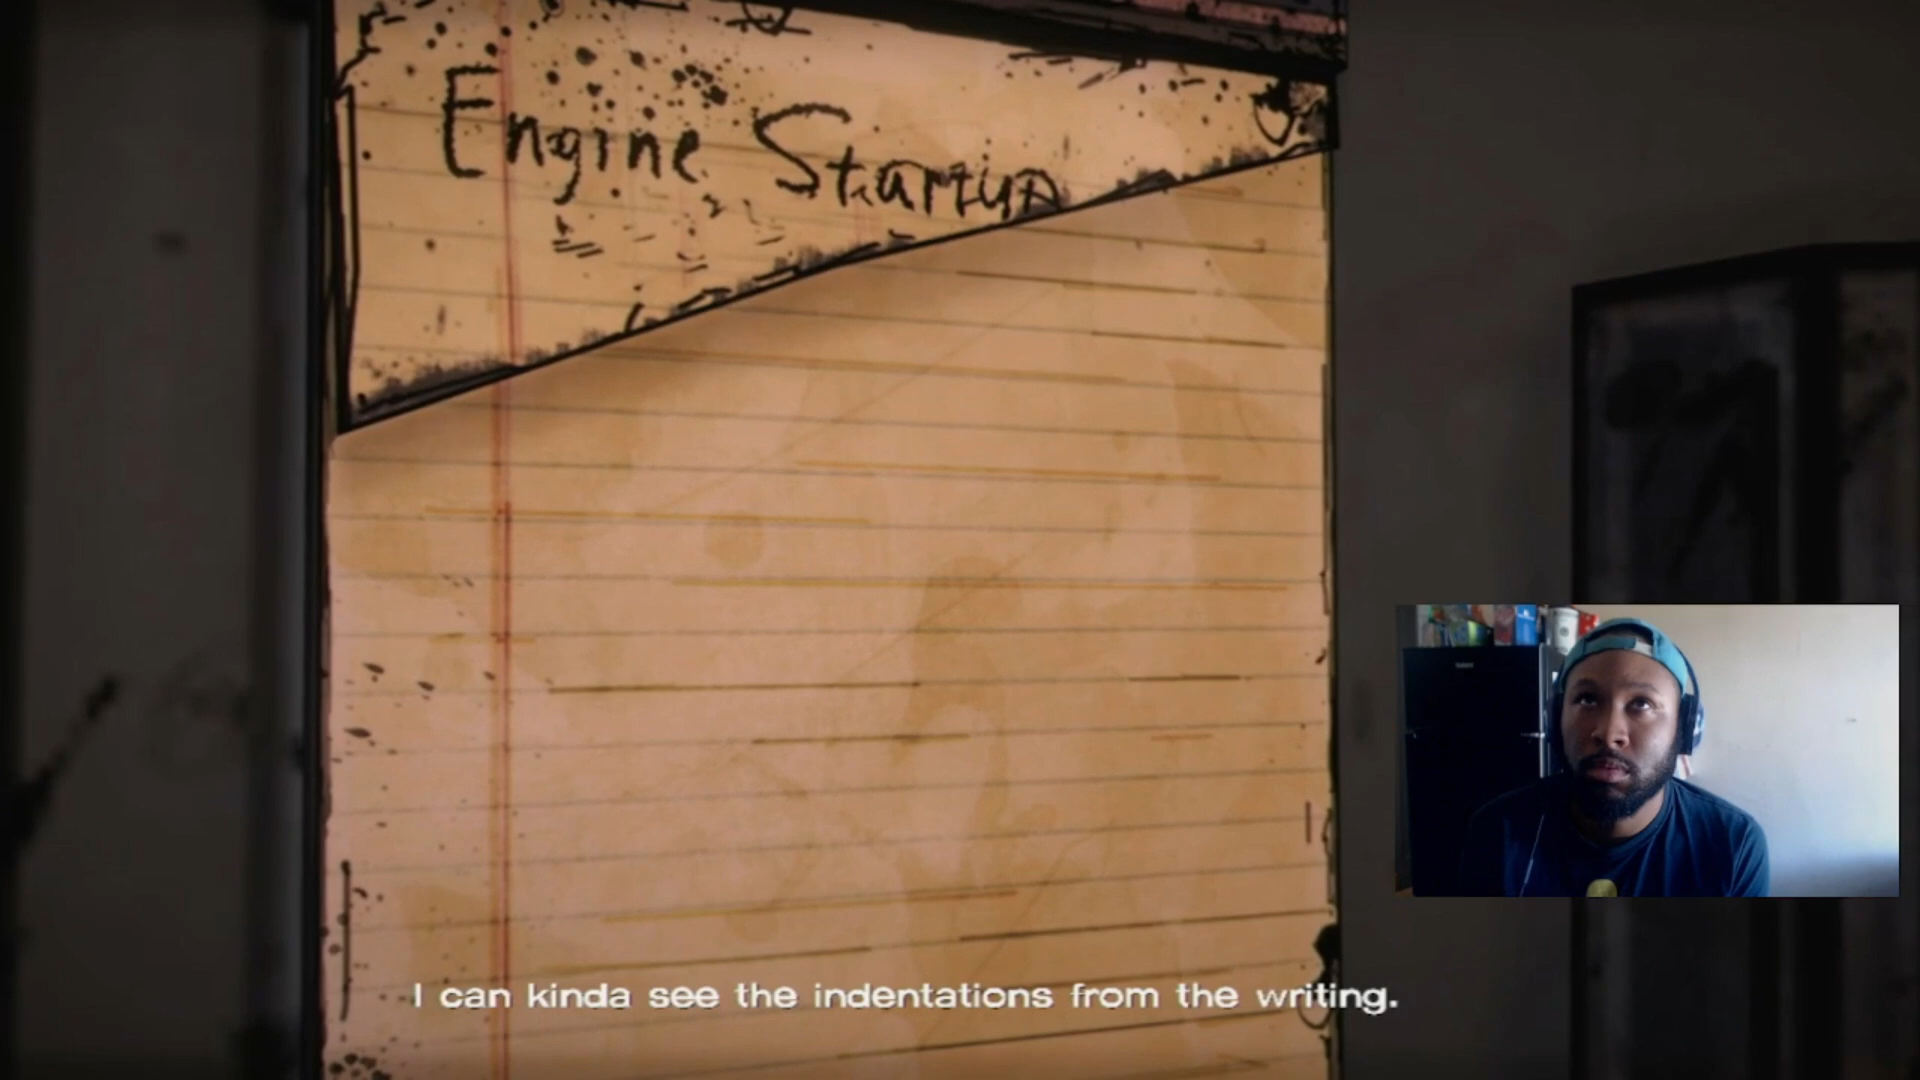 Engine Startup
I can kinda see the indentations from the writing.